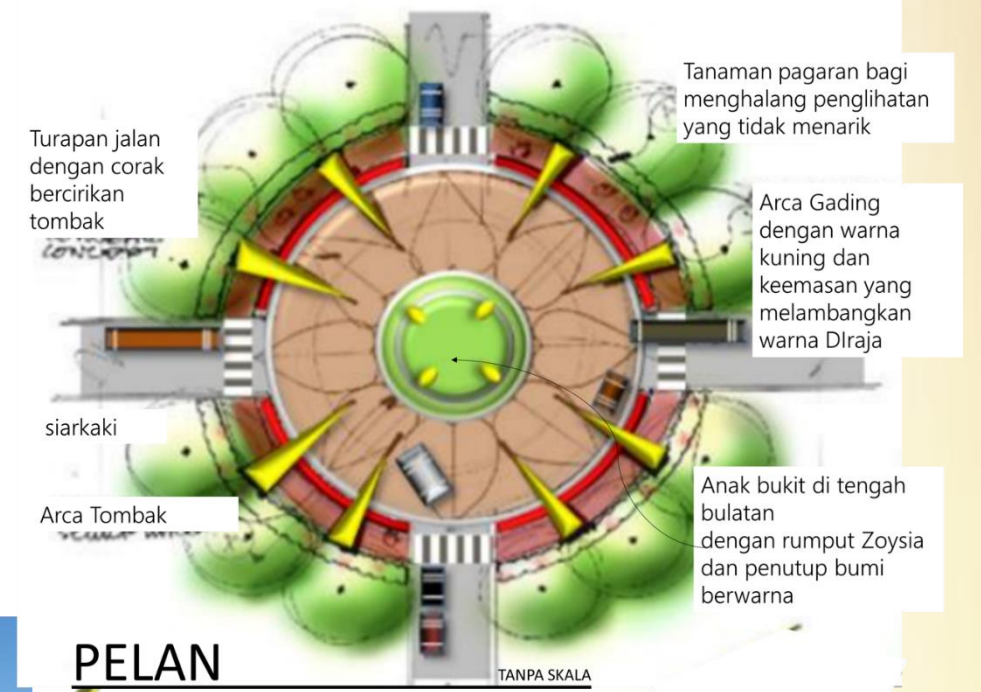 Tanaman pagaran bagi
menghalang penglihatan
yang tidak menarik
Turapan jalan
dengan corak
bercirikan
tombak
Arca Gading
dengan warna
kuning dan
keemasan yang
melambangkan
warna DIraja
siarkaki
Arca Tombak
Anak bukit di tengah
bulatan
dengan rumput Zoysia
dan penutup bumi
berwarna
PELAN
TANPA SKALA